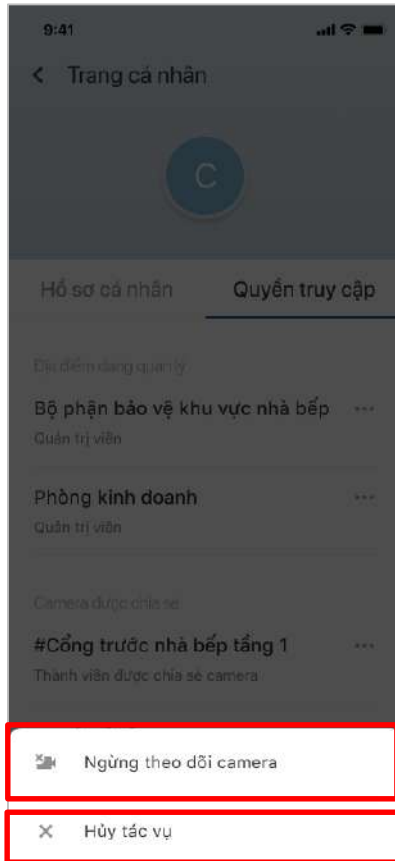 9:41
Trang cá nhân
C
Hồ sơ cá nhân
Quyền truy cập
Địa điểm đang quản lý
Bộ phận bảo vệ khu vực nhà bếp
Quản trị viên
Phòng kinh doanh
Quản trị viên
Camera được chia sẻ
#Cổng trước nhà bếp tầng 1
Thành viên được chia sẻ camera
Ngừng theo dõi camera
Hủy tác vụ